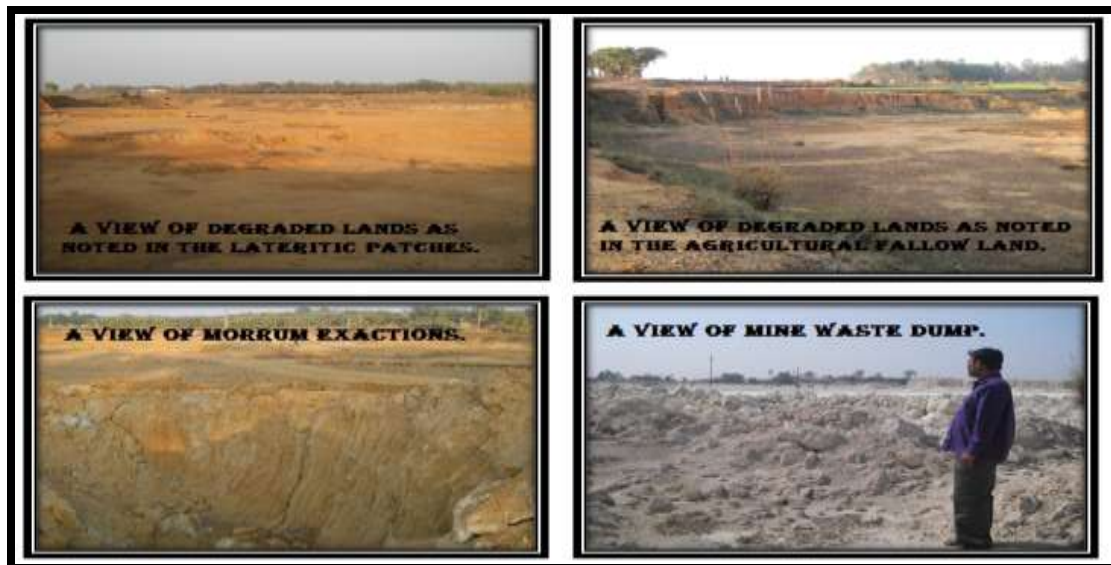 A VIEW OF DEGRADED LANDS AS
NOTED IN THE LATERITIC PATCHES.
A VIEW OF DEGRADED LANDS AS NOTED
IN THE AGRICULTURAL FALLOW LAND.
A VIEW OF MORRUM EXACTIONS.
A VIEW OF MINE WASTE DUMP.